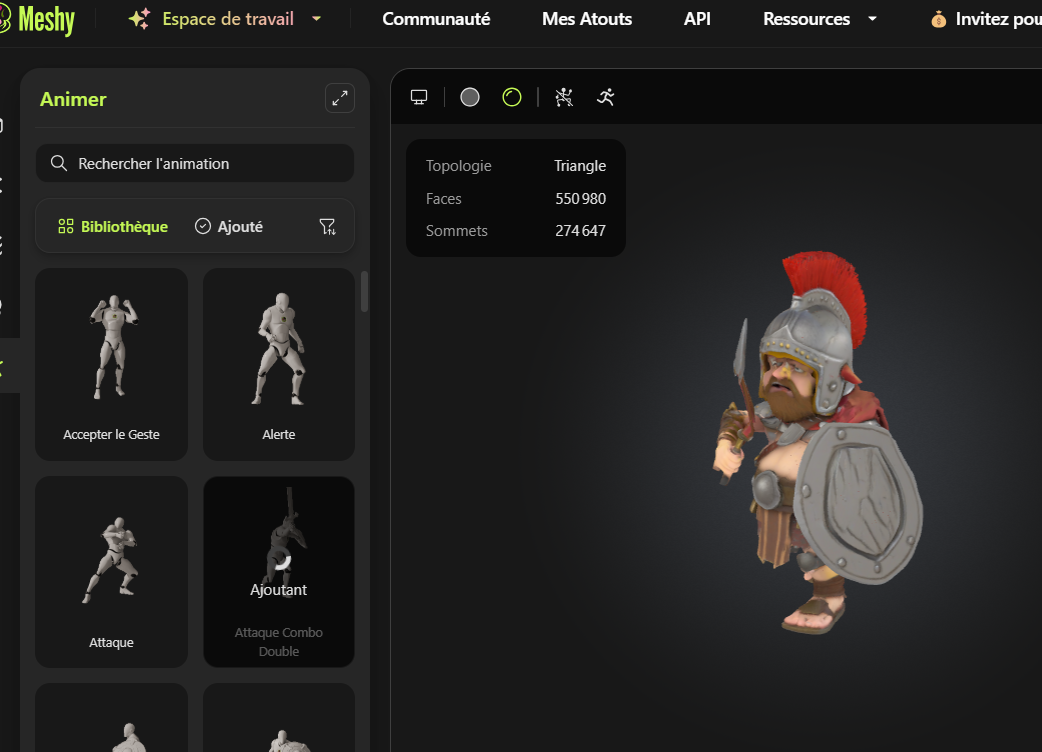 Meshy
Espace de travail
Communauté
Mes Atouts
API
Ressources
Invitez pou
Animer
Rechercher l'animation
Bibliothèque
Ajouté
Topologie Triangle
Faces 550 980
Sommets 274 647
Accepter le Geste
Alerte
Attaque
Ajoutant
Attaque Combo
Double